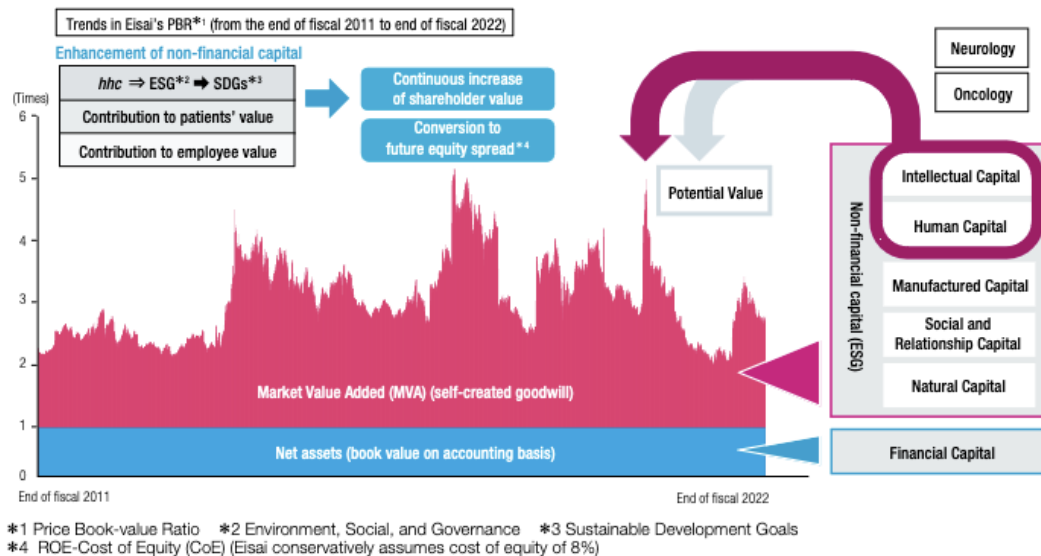 Trends in Eisai's PBR*1 (from the end of fiscal 2011 to end of fiscal 2022)
Enhancement of non-financial capital
hhc ⇒ ESG*2 ➡ SDGs*3
Contribution to patients' value
Contribution to employee value
Continuous increase
of shareholder value
Conversion to
future equity spread*4
Neurology
Oncology
(Times)
6
5
4
3
2
1
0
Potential Value
Non-financial capital (ESG)
Intellectual Capital
Human Capital
Manufactured Capital
Social and
Relationship Capital
Natural Capital
Market Value Added (MVA) (self-created goodwill)
Net assets (book value on accounting basis)
Financial Capital
End of fiscal 2011
End of fiscal 2022
*1 Price Book-value Ratio *2 Environment, Social, and Governance *3 Sustainable Development Goals
*4 ROE-Cost of Equity (CoE) (Eisai conservatively assumes cost of equity of 8%)